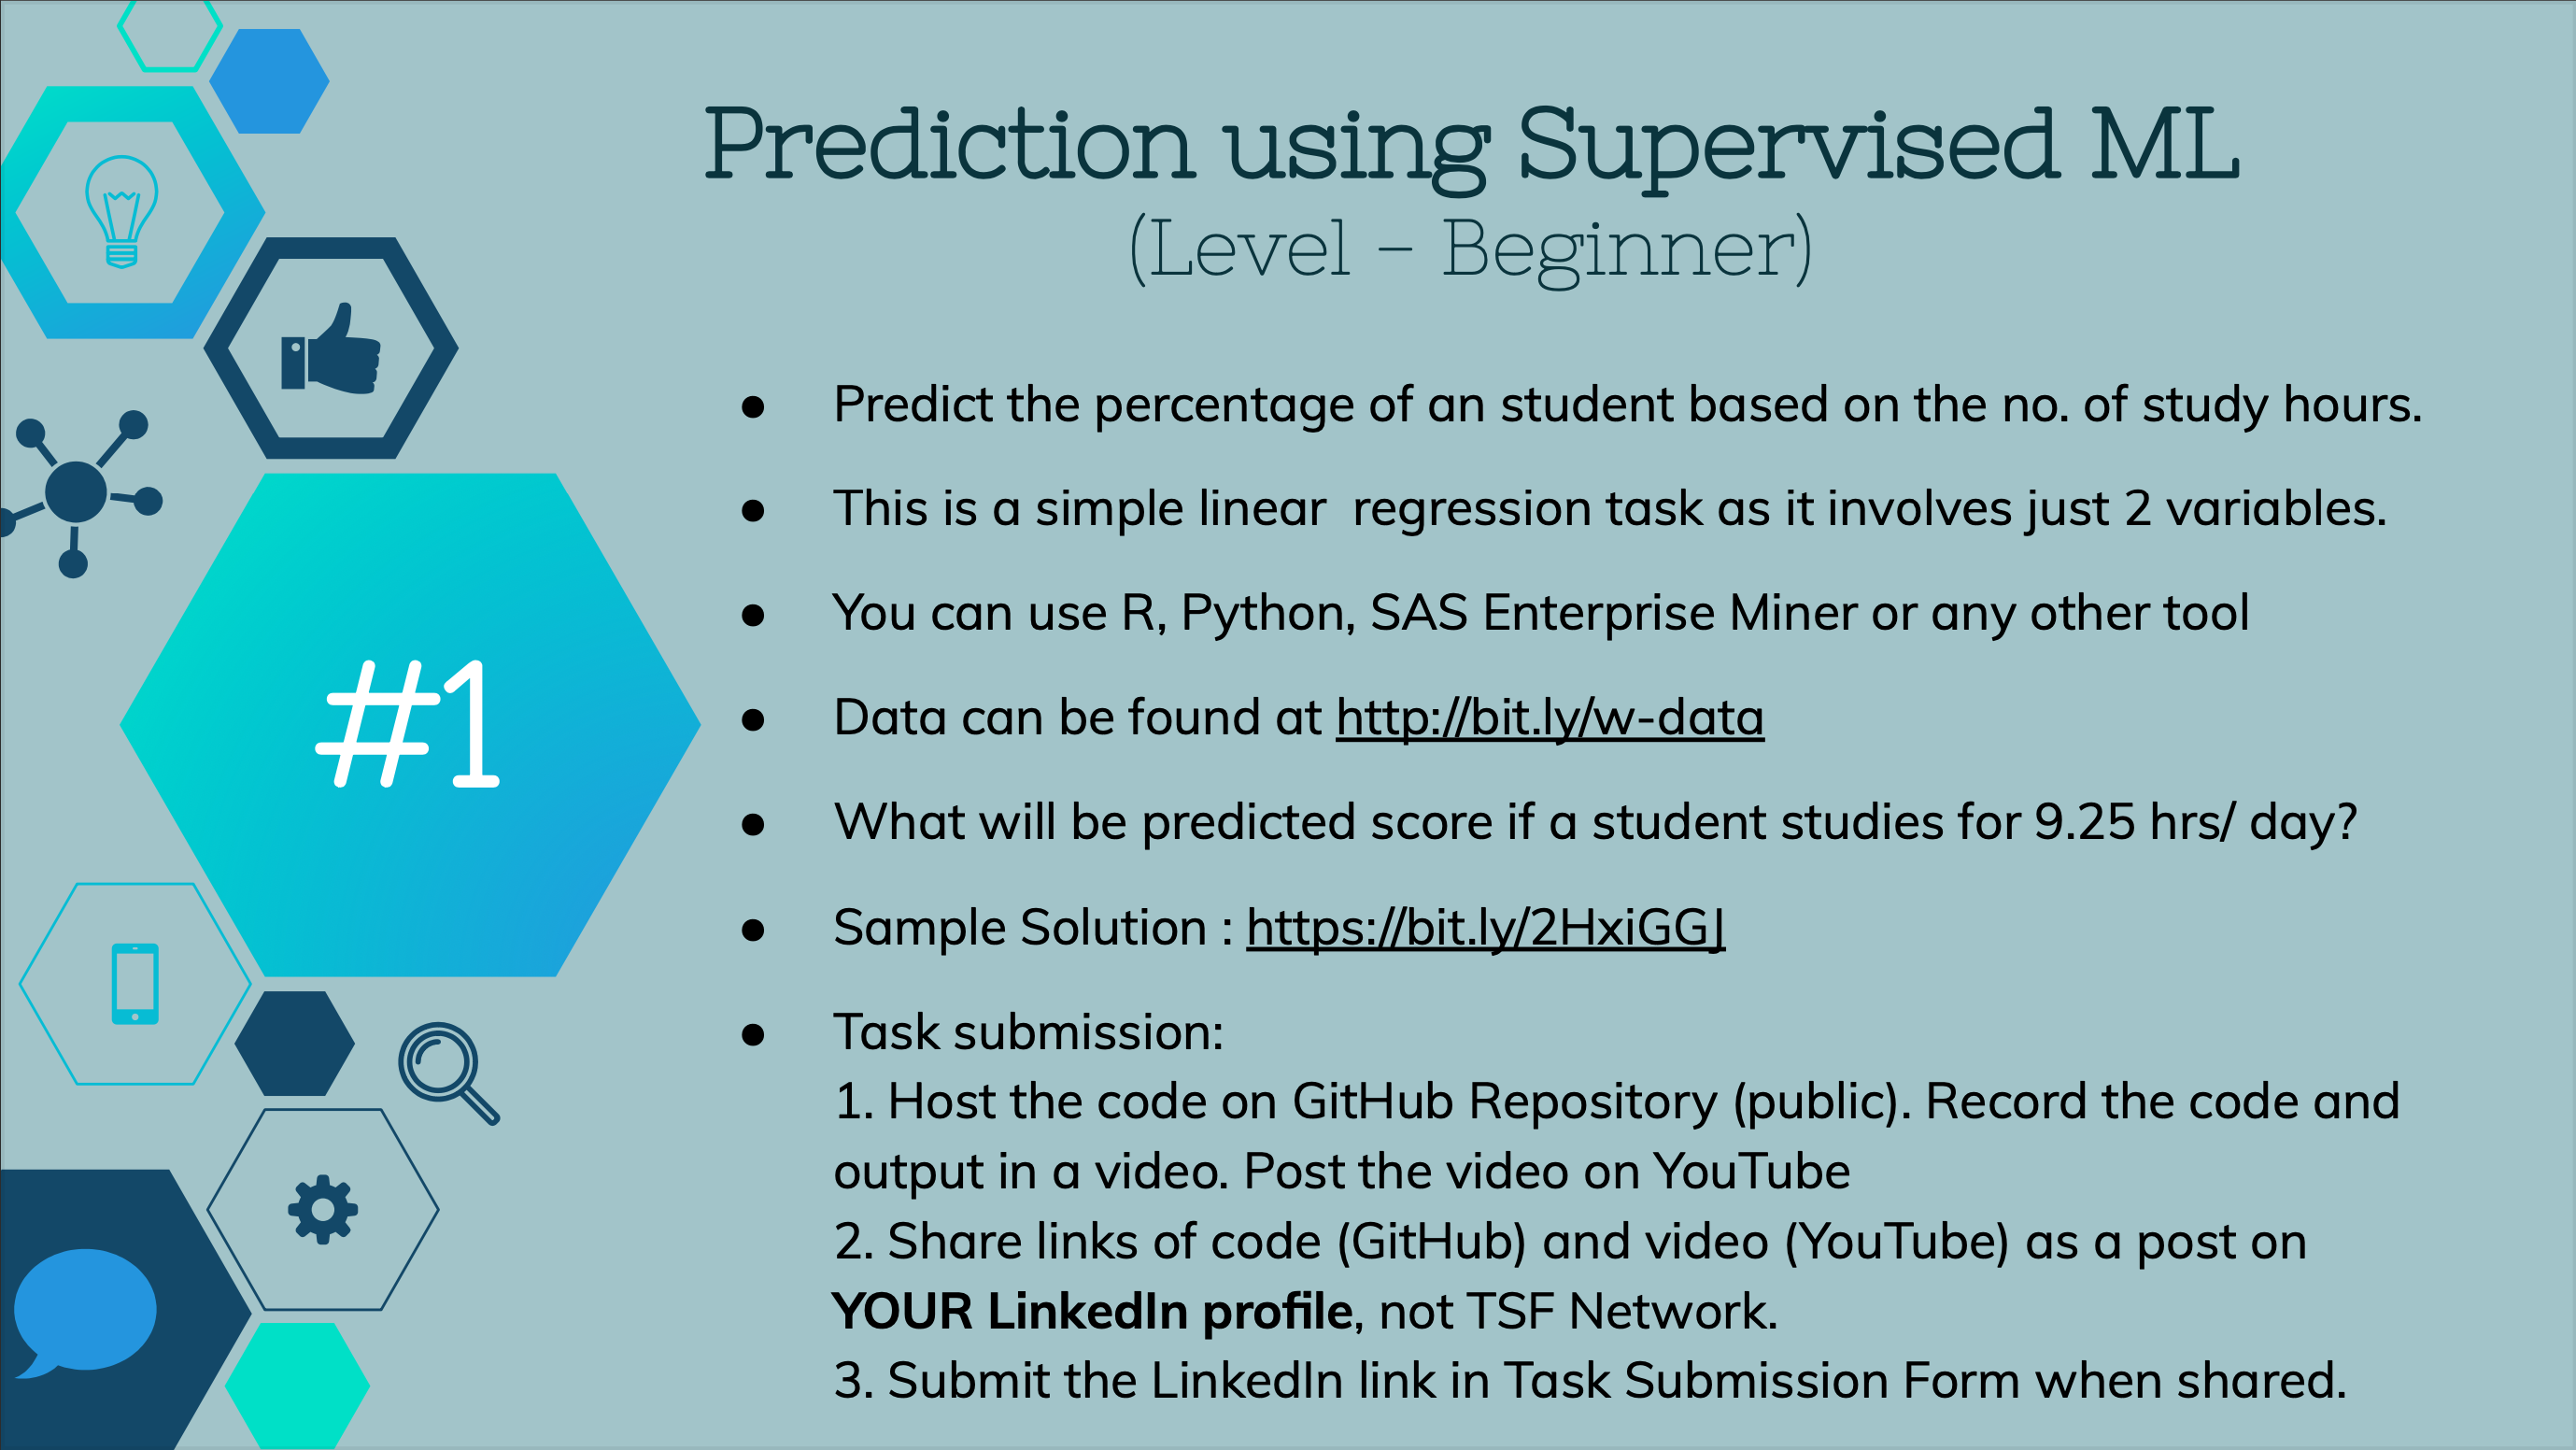 Prediction using Supervised ML
(Level - Beginner)
#1
● Predict the percentage of an student based on the no. of study hours.
● This is a simple linear  regression task as it involves just 2 variables.
● You can use R, Python, SAS Enterprise Miner or any other tool
● Data can be found at http://bit.ly/w-data
● What will be predicted score if a student studies for 9.25 hrs/ day?
● Sample Solution : https://bit.ly/2HxiGGJ
● Task submission:
1. Host the code on GitHub Repository (public). Record the code and
output in a video. Post the video on YouTube
2. Share links of code (GitHub) and video (YouTube) as a post on
YOUR LinkedIn profile, not TSF Network.
3. Submit the LinkedIn link in Task Submission Form when shared.